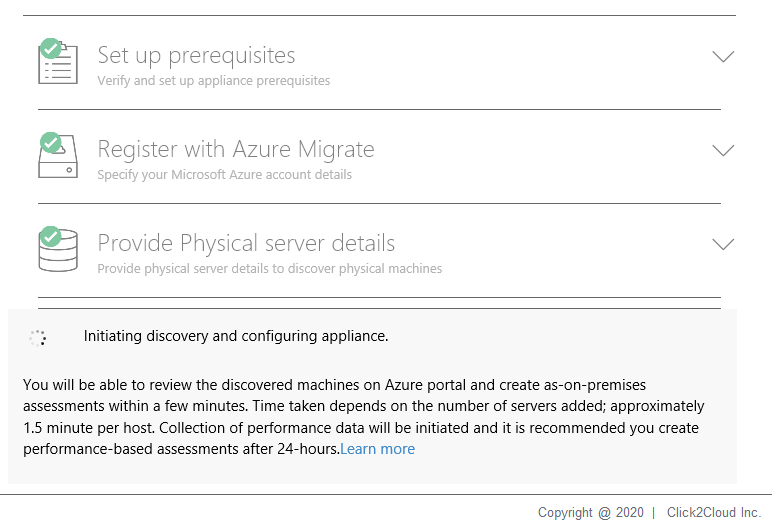 Set up prerequisites
Verify and set up appliance prerequisites
Register with Azure Migrate
Specify your Microsoft Azure account details
Provide Physical server details
Provide physical server details to discover physical machines
Initiating discovery and configuring appliance.
You will be able to review the discovered machines on Azure portal and create as-on-premises
assessments within a few minutes. Time taken depends on the number of servers added; approximately
1.5 minute per host. Collection of performance data will be initiated and it is recommended you create
performance-based assessments after 24-hours.Learn more
Copyright @ 2020 | Click2Cloud Inc.